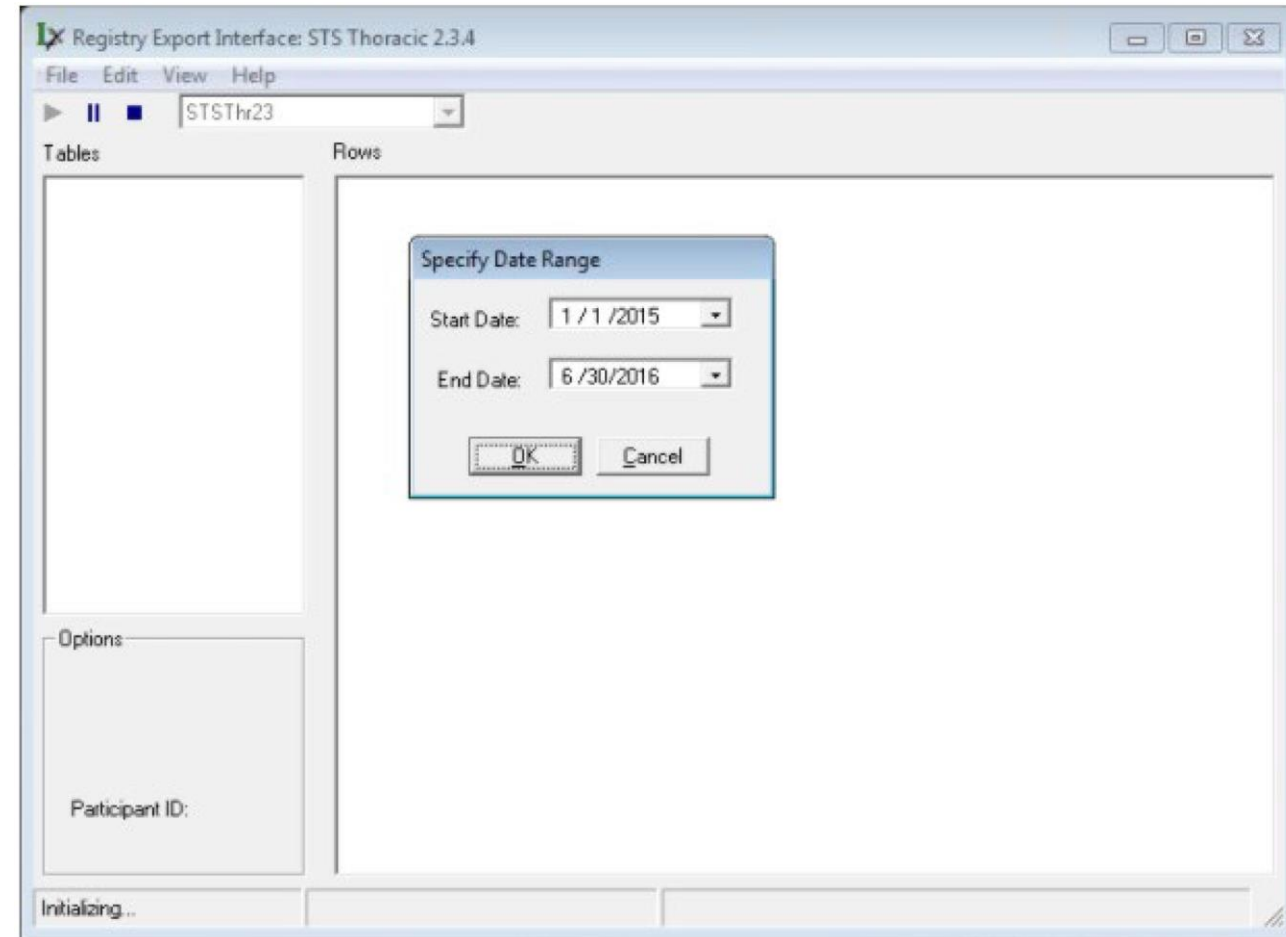 Lx Registry Export Interface: STS Thoracic 2.3.4
File Edit View Help
STSThr23
Tables Rows
Specify Date Range
Start Date: 1 / 1 /2015
End Date: 6 /30/2016
OK Cancel
Options
Participant ID:
Initializing...